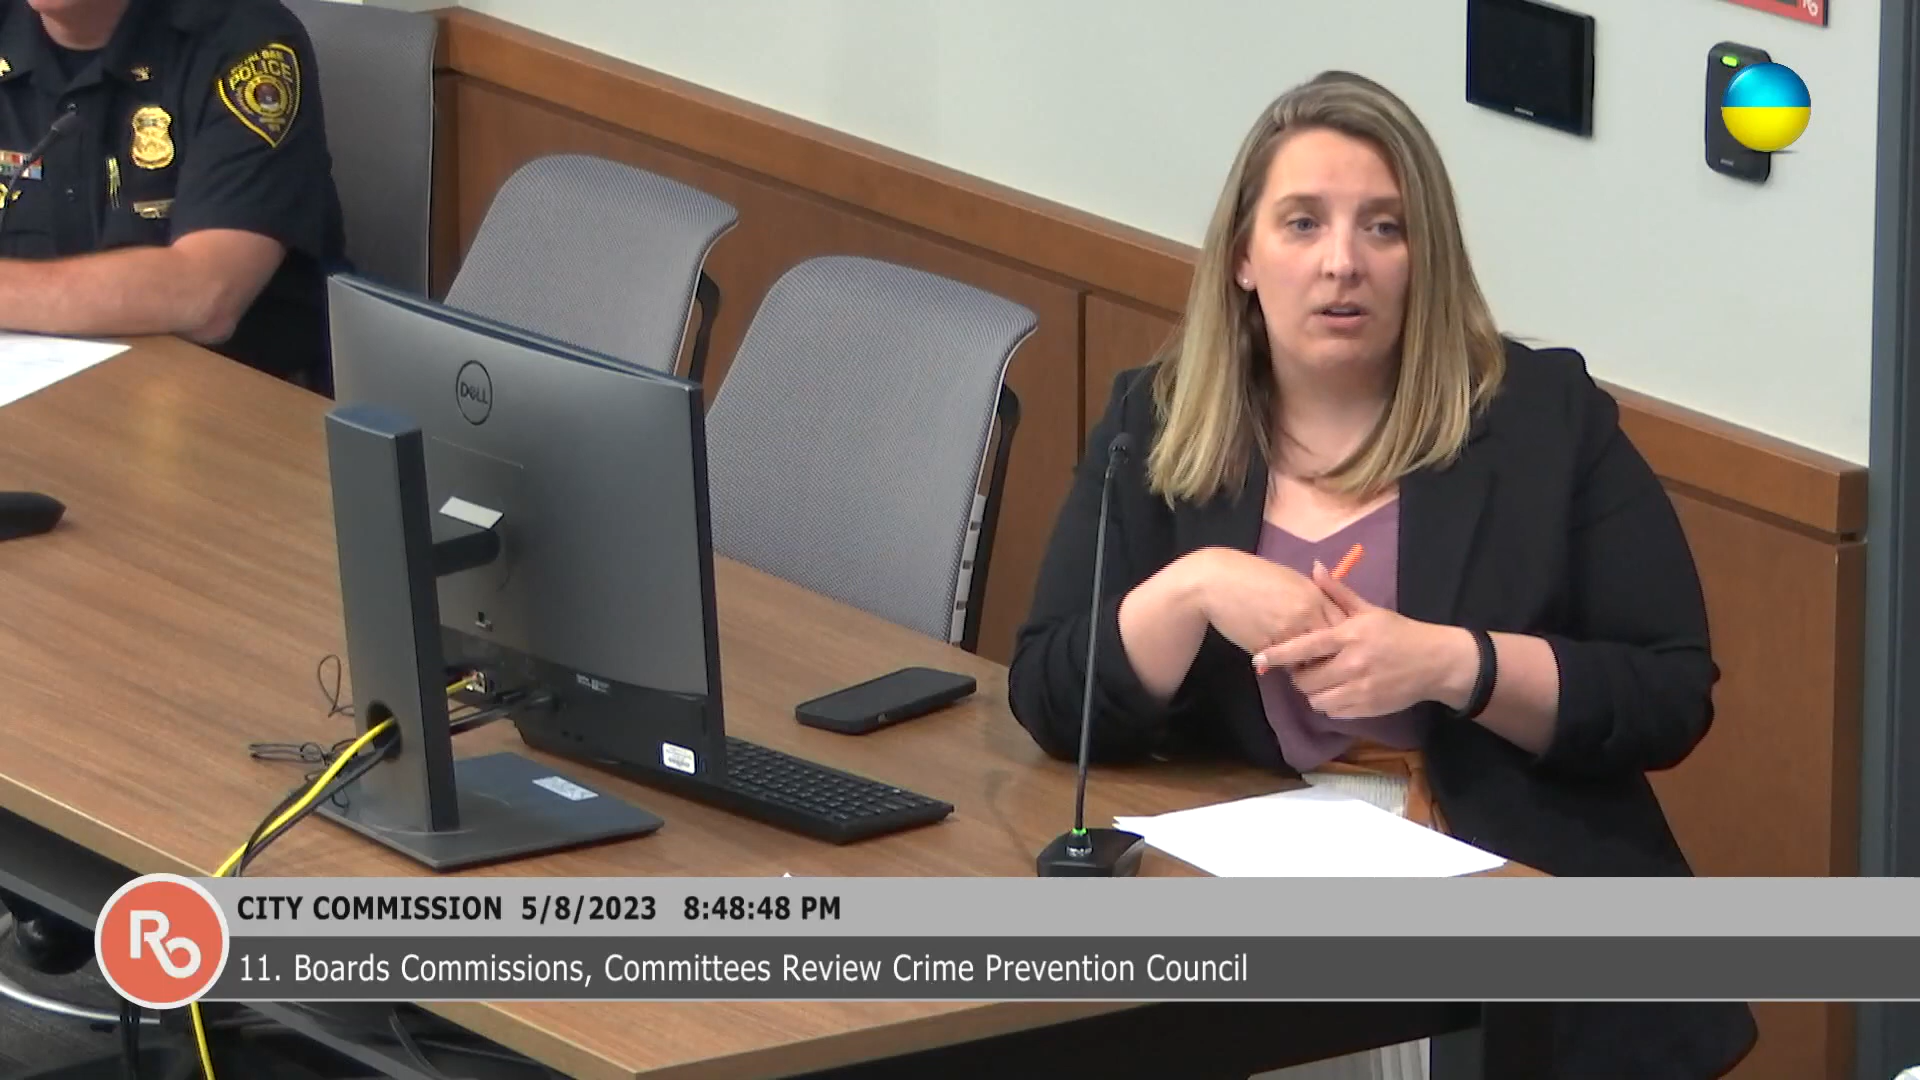 POLICE
DELL
CITY COMMISSION 5/8/2023 8:48:48 PM
RO
11. Boards Commissions, Committees Review Crime Prevention Council